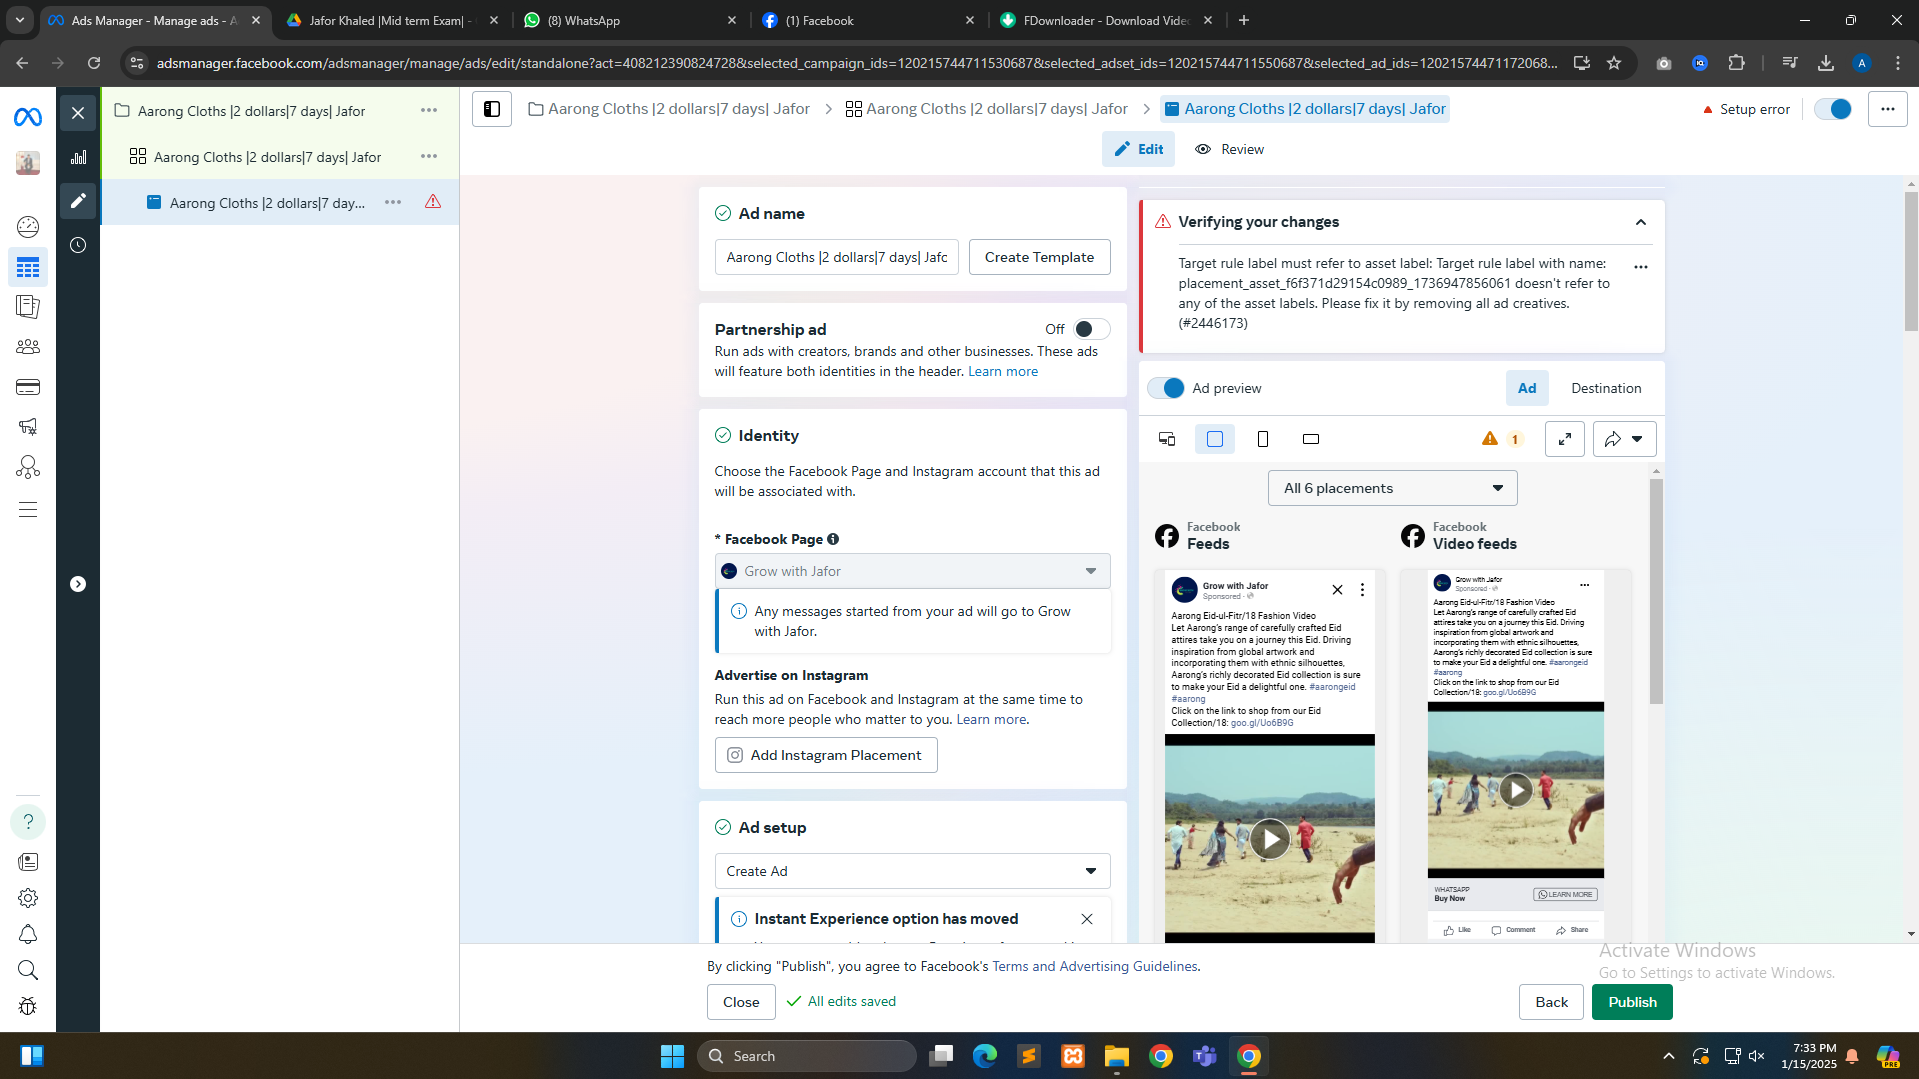 Ads Manager - Manage ads - A
Jafor Khaled |Mid term Exam| -
(8) WhatsApp
(1) Facebook
FDownloader - Download Vide
adsmanager.facebook.com/adsmanager/manage/ads/edit/standalone?act=408212390824728&selected_campaign_ids=120215744711530687&selected_adset_ids=120215744711550687&selected_ad_ids=12021574471172068...
Aarong Cloths |2 dollars|7 days| Jafor
Aarong Cloths |2 dollars|7 days| Jafor
Aarong Cloths |2 dollars|7 day...
Aarong Cloths |2 dollars|7 days| Jafor
Aarong Cloths |2 dollars|7 days| Jafor
Aarong Cloths |2 dollars|7 days| Jafor
Setup error
Edit
Review
Ad name
Aarong Cloths |2 dollars|7 days| Jafc
Create Template
Partnership ad
Off
Run ads with creators, brands and other businesses. These ads
will feature both identities in the header. Learn more
Identity
Choose the Facebook Page and Instagram account that this ad
will be associated with.
* Facebook Page
Grow with Jafor
Any messages started from your ad will go to Grow
with Jafor.
Advertise on Instagram
Run this ad on Facebook and Instagram at the same time to
reach more people who matter to you. Learn more.
Add Instagram Placement
Ad setup
Create Ad
Instant Experience option has moved
Verifying your changes
Target rule label must refer to asset label: Target rule label with name:
placement_asset_f6f371d29154c0989_1736947856061 doesn't refer to
any of the asset labels. Please fix it by removing all ad creatives.
(#2446173)
Ad preview
Ad
Destination
1
All 6 placements
Facebook
Feeds
Grow with Jafor
Sponsored ·
Aarong Eid-ul-Fitr/18 Fashion Video
Let Aarong's range of carefully crafted Eid
attires take you on a journey this Eid. Driving
inspiration from global artwork and
incorporating them with ethnic silhouettes,
Aarong's richly decorated Eid collection is sure
to make your Eid a delightful one. #aarongeid
#aarong
Click on the link to shop from our Eid
Collection/18: goo.gl/Uo6B9G
Facebook
Video feeds
Grow with Jafor
Sponsored ·
Aarong Eid-ul-Fitr/18 Fashion Video
Let Aarong's range of carefully crafted Eid
attires take you on a journey this Eid. Driving
inspiration from global artwork and
incorporating them with ethnic silhouettes,
Aarong's richly decorated Eid collection is sure
to make your Eid a delightful one. #aarongeid
#aarong
Click on the link to shop from our Eid
Collection/18: goo.gl/Uo6B9G
WHATSAPP
Buy Now
LEARN MORE
Like
Comment
Share
By clicking "Publish", you agree to Facebook's Terms and Advertising Guidelines.
Close
All edits saved
Back
Publish
Activate Windows
Go to Settings to activate Windows.
Search
7:33 PM
1/15/2025